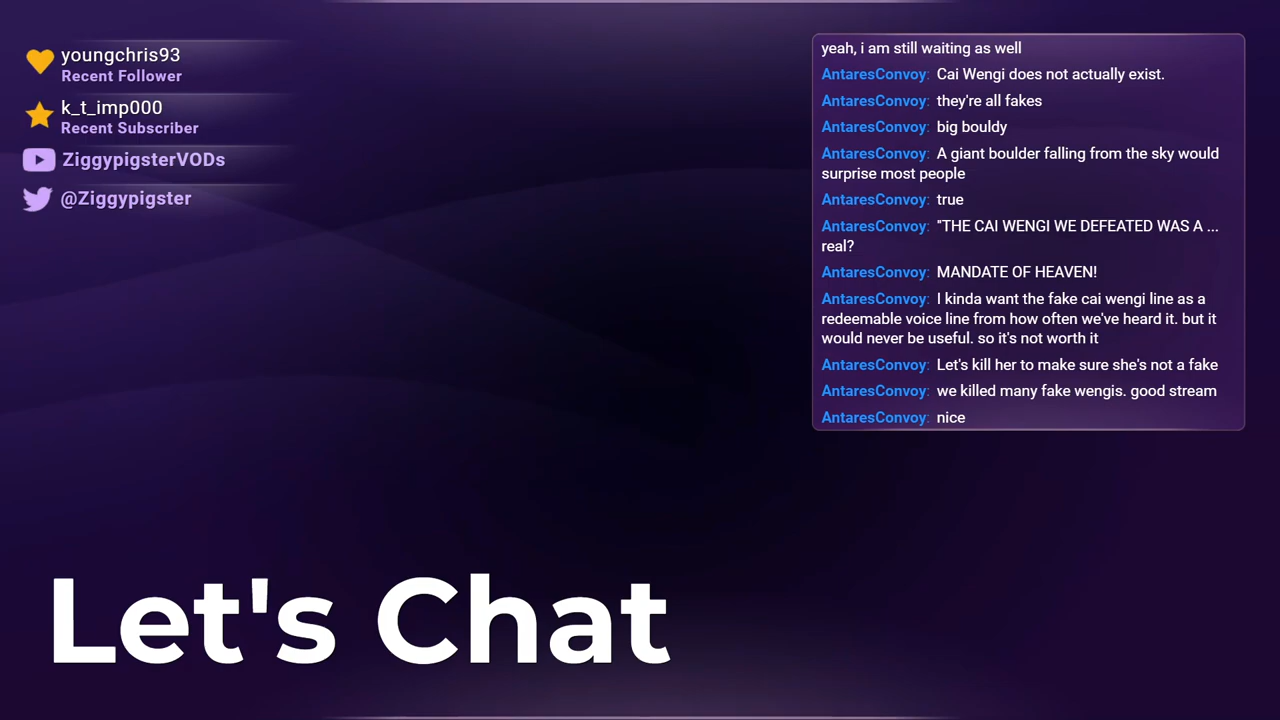 youngchris93
Recent Follower
k_t_imp000
Recent Subscriber
ZiggypigsterVODs
@Ziggypigster
yeah, i am still waiting as well
AntaresConvoy: Cai Wengi does not actually exist.
AntaresConvoy: they're all fakes
AntaresConvoy: big bouldy
AntaresConvoy: A giant boulder falling from the sky would
surprise most people
AntaresConvoy: true
AntaresConvoy: "THE CAI WENGI WE DEFEATED WAS A ...
real?
AntaresConvoy: MANDATE OF HEAVEN!
AntaresConvoy: I kinda want the fake cai wengi line as a
redeemable voice line from how often we've heard it. but it
would never be useful. so it's not worth it
AntaresConvoy: Let's kill her to make sure she's not a fake
AntaresConvoy: we killed many fake wengis. good stream
AntaresConvoy: nice
Let's Chat